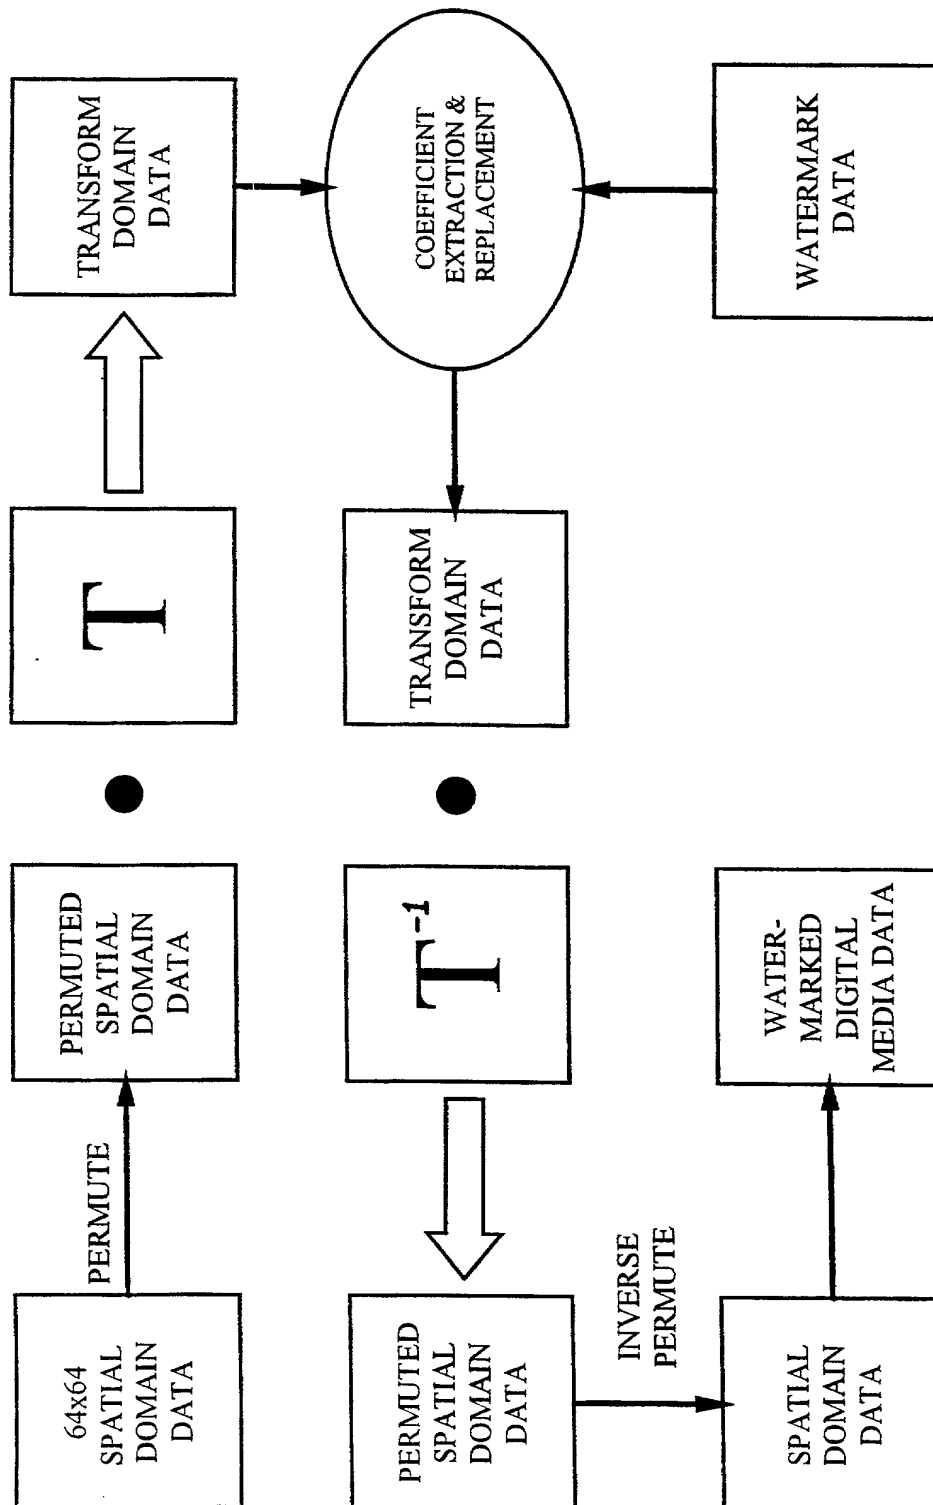 64x64
SPATIAL
DOMAIN
DATA
PERMUTE
PERMUTED
SPATIAL
DOMAIN
DATA
T
TRANSFORM
DOMAIN
DATA
PERMUTED
SPATIAL
DOMAIN
DATA
T-1
TRANSFORM
DOMAIN
DATA
COEFFICIENT
EXTRACTION &
REPLACEMENT
INVERSE
PERMUTE
SPATIAL
DOMAIN
DATA
WATER-
MARKED
DIGITAL
MEDIA DATA
WATERMARK
DATA